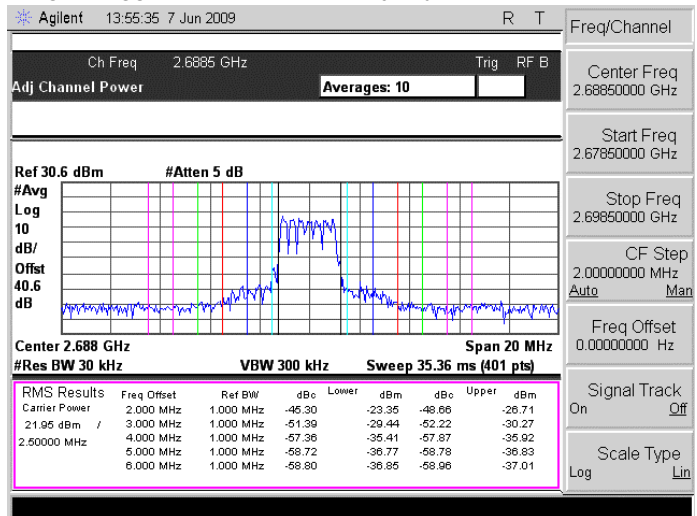 Agilent 13:55:35 7 Jun 2009 R T
Freq/Channel
Ch Freq 2.6885 GHz Trig RF B
Adj Channel Power Averages: 10
Center Freq
2.68850000 GHz
Start Freq
2.67850000 GHz
Stop Freq
2.69850000 GHz
CF Step
2.00000000 MHz
Auto Man
Freq Offset
0.00000000 Hz
Signal Track
On Off
Scale Type
Log Lin
Ref 30.6 dBm #Atten 5 dB
#Avg
Log
10
dB/
Offst
40.6
dB
Center 2.688 GHz Span 20 MHz
#Res BW 30 kHz VBW 300 kHz Sweep 35.36 ms (401 pts)
RMS Results Freq Offset Ref BW dBc Lower dBm dBc Upper dBm
Carrier Power 2.000 MHz 1.000 MHz -45.30 -23.35 -48.66 -26.71
21.95 dBm / 3.000 MHz 1.000 MHz -51.39 -29.44 -52.22 -30.27
2.50000 MHz 4.000 MHz 1.000 MHz -57.36 -35.41 -57.87 -35.92
5.000 MHz 1.000 MHz -58.72 -36.77 -58.78 -36.83
6.000 MHz 1.000 MHz -58.80 -36.85 -58.96 -37.01